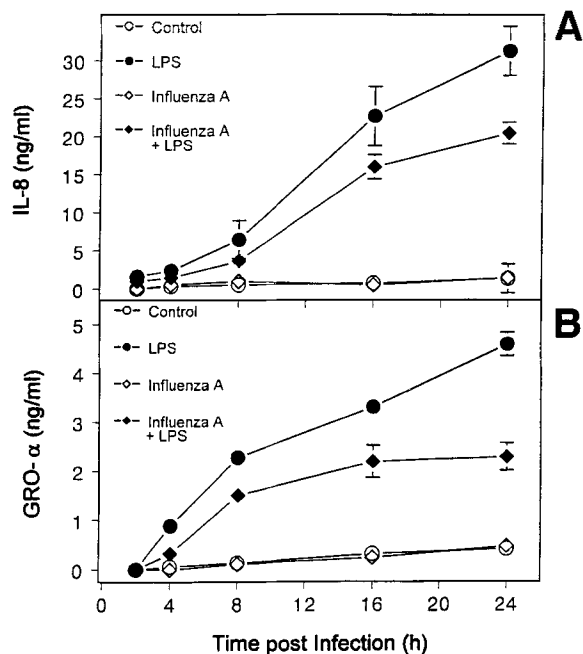 A
Control
LPS
Influenza A
Influenza A
+ LPS
IL-8 (ng/ml)
30
25
20
15
10
5
0
B
Control
LPS
Influenza A
Influenza A
+ LPS
GRO- α (ng/ml)
5
4
3
2
1
0
0 4 8 12 16 20 24
Time post Infection (h)